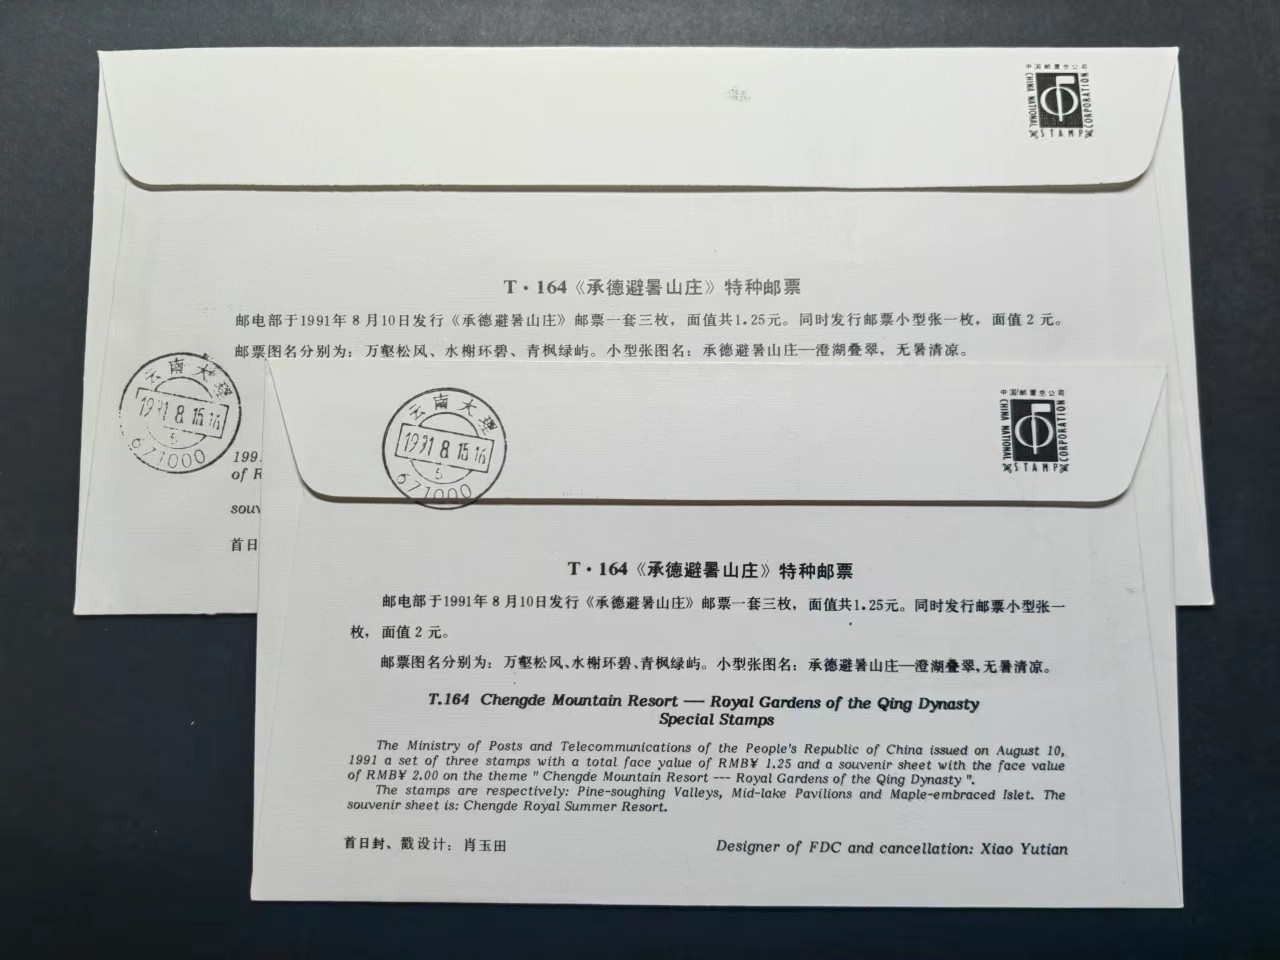 中国邮票总公司
CHINA NATIONAL
STAMP
CORPORATION
T·164《承德避暑山庄》特种邮票
邮电部于1991年8月10日发行《承德避暑山庄》邮票一套三枚，面值共1.25元。同时发行邮票小型张一枚，面值2元。
邮票图名分别为：万壑松风、水榭环碧、青枫绿屿。小型张图名：承德避暑山庄—澄湖叠翠，无暑清凉。
云南大理
1991.8.15.16
5
671000
199
of R
souv
首日
中国邮票总公司
CHINA NATIONAL
STAMP
CORPORATION
云南大理
1991.8.15.16
5
671000
T·164《承德避暑山庄》特种邮票
邮电部于1991年8月10日发行《承德避暑山庄》邮票一套三枚，面值共1.25元。同时发行邮票小型张一
枚，面值2元。
邮票图名分别为：万壑松风、水榭环碧、青枫绿屿。小型张图名：承德避暑山庄—澄湖叠翠，无暑清凉。
T.164 Chengde Mountain Resort — Royal Gardens of the Qing Dynasty
Special Stamps
The Ministry of Posts and Telecommunications of the People's Republic of China issued on August 10,
1991 a set of three stamps with a total face yalue of RMB¥ 1.25 and a souvenir sheet with the face value
of RMB¥ 2.00 on the theme " Chengde Mountain Resort --- Royal Gardens of the Qing Dynasty ".
The stamps are respectively: Pine-soughing Valleys, Mid-lake Pavilions and Maple-embraced Islet. The
souvenir sheet is: Chengde Royal Summer Resort.
首日封、戳设计：肖玉田
Designer of FDC and cancellation: Xiao Yutian